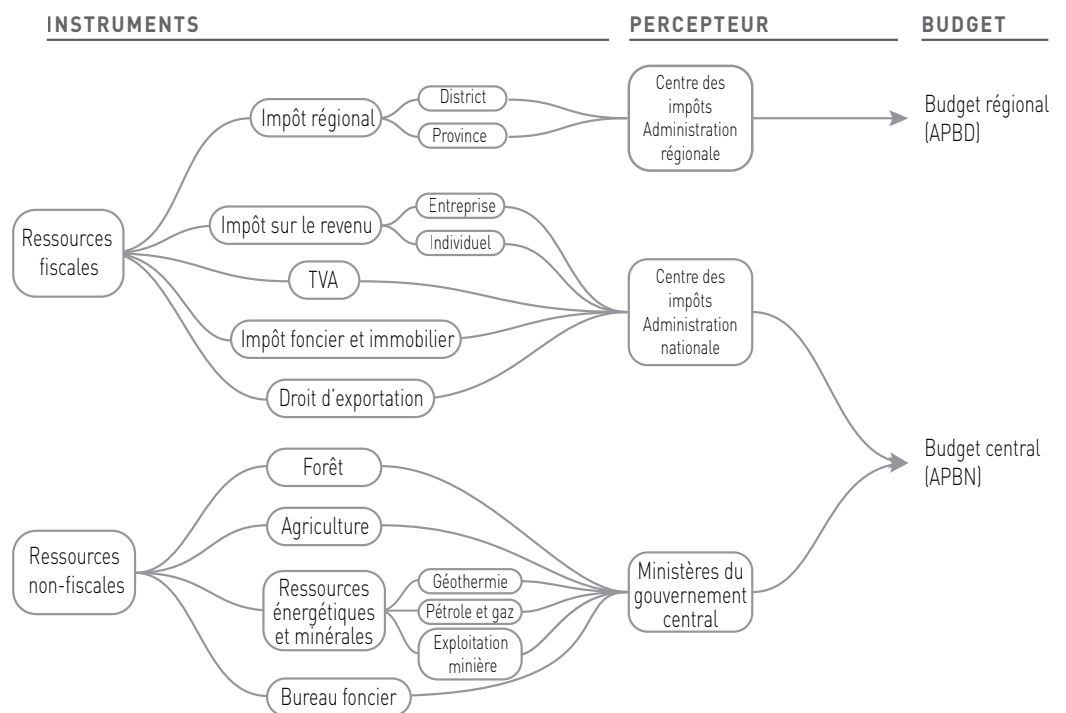 INSTRUMENTS
PERCEPTEUR
BUDGET
Ressources
fiscales
Impôt régional
District
Province
Impôt sur le revenu
Entreprise
Individuel
TVA
Impôt foncier et immobilier
Droit d'exportation
Centre des
impôts
Administration
régionale
Centre des
impôts
Administration
nationale
Budget régional
(APBD)
Ressources
non-fiscales
Forêt
Agriculture
Ressources
énergétiques
et minérales
Géothermie
Pétrole et gaz
Exploitation
minière
Bureau foncier
Ministères du
gouvernement
central
Budget central
(APBN)